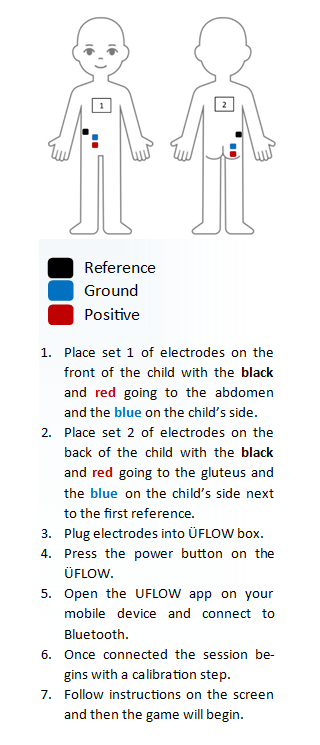 1
2
Reference
Ground
Positive
1. Place set 1 of electrodes on the
front of the child with the black
and red going to the abdomen
and the blue on the child's side.
2. Place set 2 of electrodes on the
back of the child with the black
and red going to the gluteus and
the blue on the child's side next
to the first reference.
3. Plug electrodes into ÜFLOW box.
4. Press the power button on the
ÜFLOW.
5. Open the UFLOW app on your
mobile device and connect to
Bluetooth.
6. Once connected the session be-
gins with a calibration step.
7. Follow instructions on the screen
and then the game will begin.